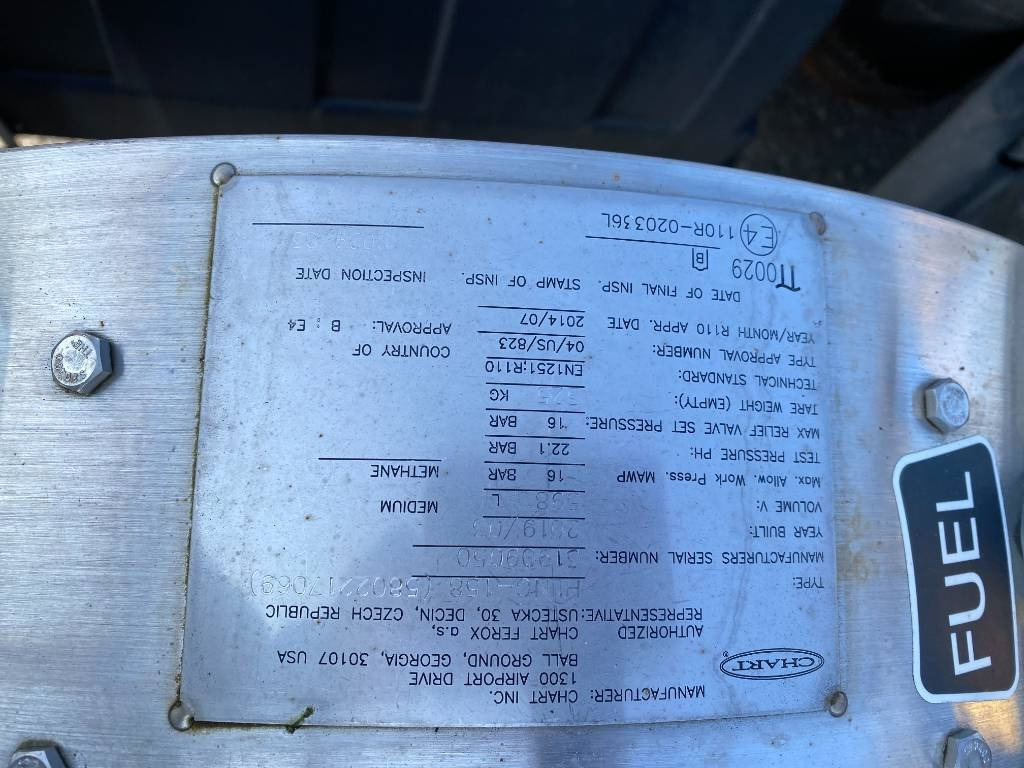 CHART
MANUFACTURER: CHART INC.
1300 AIRPORT DRIVE
BALL GROUND, GEORGIA, 30107 USA
AUTHORIZED CHART FEROX a.s,
REPRESENTATIVE: USTECKA 30, DECIN, CZECH REPUBLIC
TYPE: (5802217069)
MANUFACTURERS SERIAL NUMBER:
YEAR BUILT:
VOLUME: V: L MEDIUM
Max. Allow. Work Press. MAWP 16 BAR METHANE
TEST PRESSURE PH: 22.1 BAR
MAX RELIEF VALVE SET PRESSURE: 16 BAR
TARE WEIGHT (EMPTY): KG
TECHNICAL STANDARD: EN1251;R110
TYPE APPROVAL NUMBER: 04/US/823 COUNTRY OF
YEAR/MONTH R110 APPR. DATE 2014/07 APPROVAL: B ; E4
DATE OF FINAL INSP. STAMP OF INSP. INSPECTION DATE
π0029 B
E4 110R-020336L
FUEL